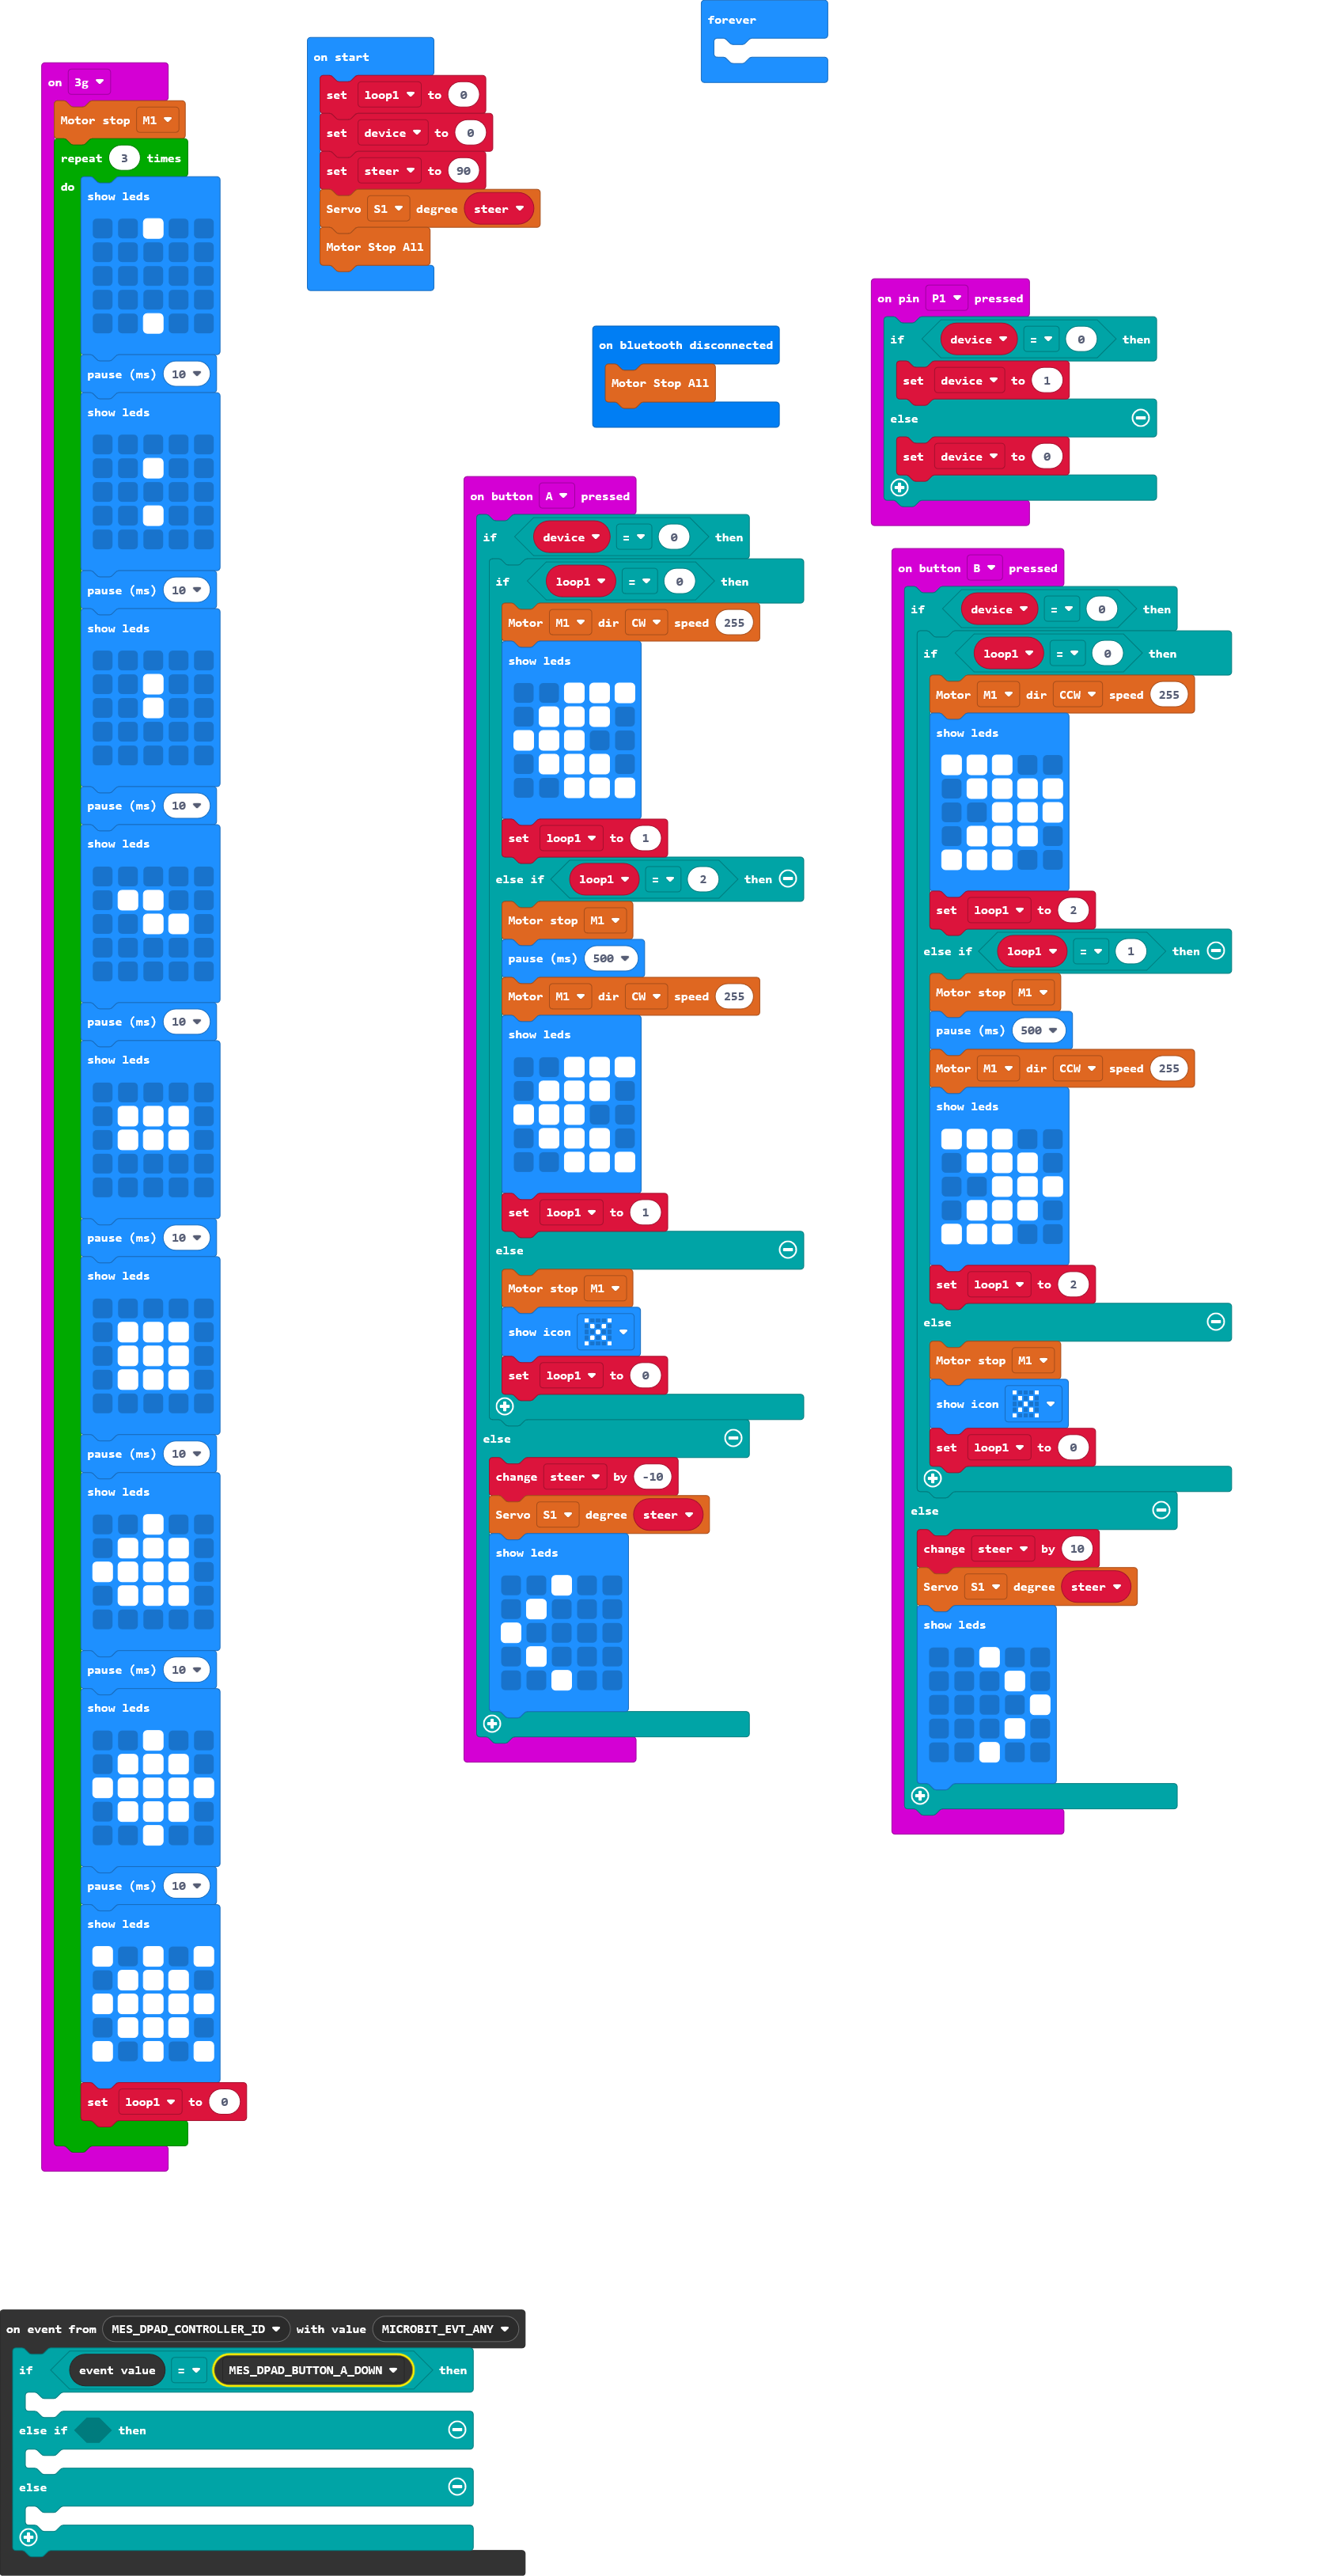 forever
on start
set loop1 to 0
set device to 0
set steer to 90
Servo S1 degree steer
Motor Stop All
on 3g
Motor stop M1
repeat 3 times
do
show leds
pause (ms) 10
show leds
pause (ms) 10
show leds
pause (ms) 10
show leds
pause (ms) 10
show leds
pause (ms) 10
show leds
pause (ms) 10
show leds
pause (ms) 10
show leds
pause (ms) 10
show leds
set loop1 to 0
on bluetooth disconnected
Motor Stop All
on pin P1 pressed
if device = 0 then
set device to 1
else
set device to 0
on button A pressed
if device = 0 then
if loop1 = 0 then
Motor M1 dir CW speed 255
show leds
set loop1 to 1
else if loop1 = 2 then
Motor stop M1
pause (ms) 500
Motor M1 dir CW speed 255
show leds
set loop1 to 1
else
Motor stop M1
show icon
set loop1 to 0
else
change steer by -10
Servo S1 degree steer
show leds
on button B pressed
if device = 0 then
if loop1 = 0 then
Motor M1 dir CCW speed 255
show leds
set loop1 to 2
else if loop1 = 1 then
Motor stop M1
pause (ms) 500
Motor M1 dir CCW speed 255
show leds
set loop1 to 2
else
Motor stop M1
show icon
set loop1 to 0
else
change steer by 10
Servo S1 degree steer
show leds
on event from MES_DPAD_CONTROLLER_ID with value MICROBIT_EVT_ANY
if event value = MES_DPAD_BUTTON_A_DOWN then
else if then
else